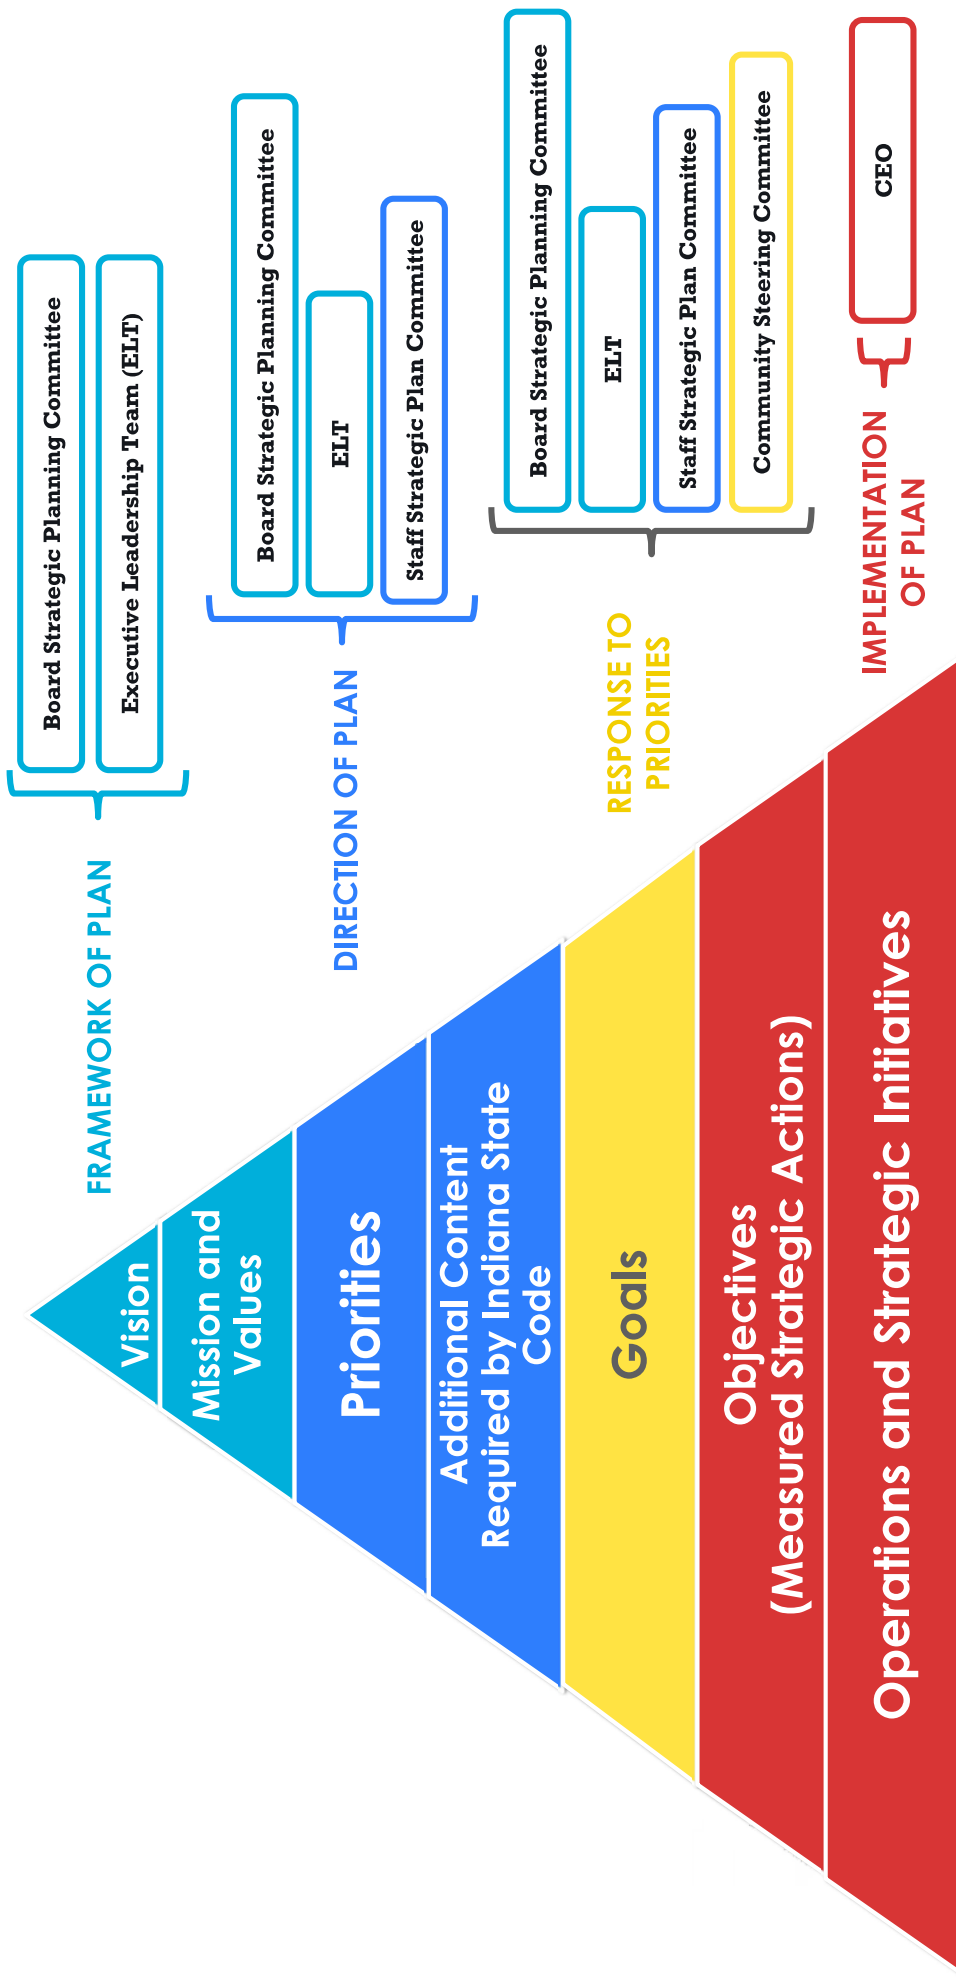 Vision
Mission and
Values
Priorities
Additional Content
Required by Indiana State
Code
Goals
Objectives
(Measured Strategic Actions)
Operations and Strategic Initiatives
FRAMEWORK OF PLAN
Board Strategic Planning Committee
Executive Leadership Team (ELT)
DIRECTION OF PLAN
Board Strategic Planning Committee
ELT
Staff Strategic Plan Committee
RESPONSE TO
PRIORITIES
Board Strategic Planning Committee
ELT
Staff Strategic Plan Committee
Community Steering Committee
IMPLEMENTATION
OF PLAN
CEO